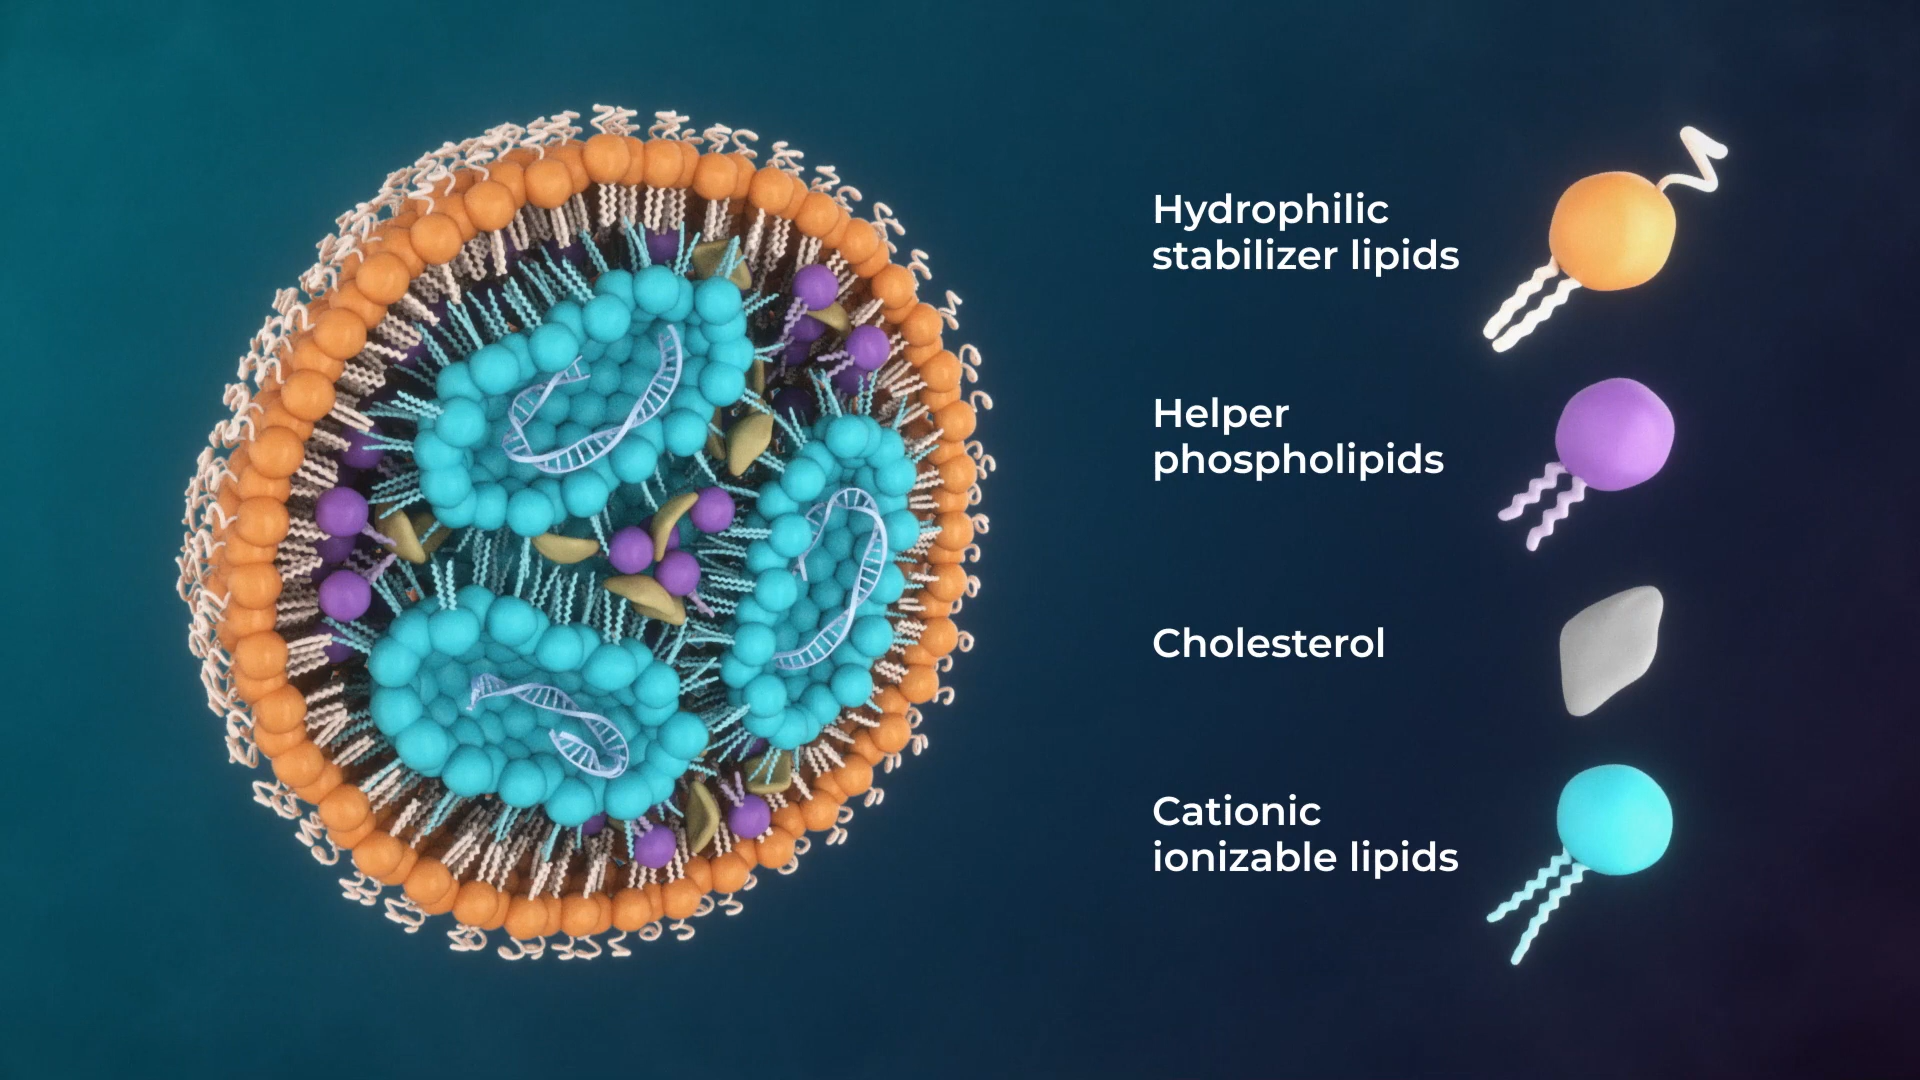 Hydrophilic
stabilizer lipids
Helper
phospholipids
Cholesterol
Cationic
ionizable lipids